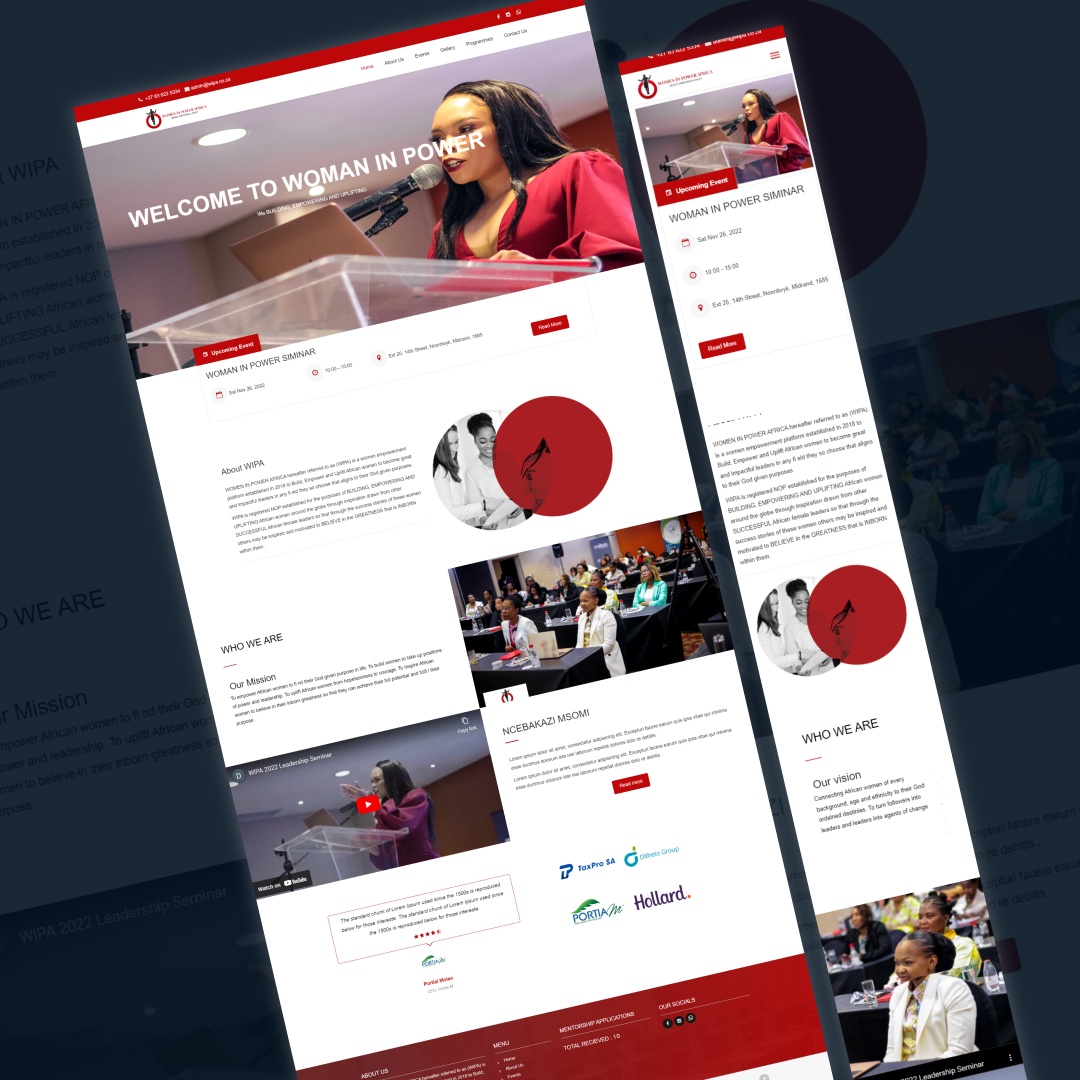 +27 63 622 5334 admin@wipa.co.za
WOMEN IN POWER AFRICA
Home About Us Events Gallery Programmes Contact Us
WELCOME TO WOMAN IN POWER
We BUILDING, EMPOWERING AND UPLIFTING
Upcoming Event
WOMAN IN POWER SIMINAR
Sat Nov 26, 2022
10:00 - 15:00
Ext 20, 14th Street, Noordwyk, Midrand, 1685
Read More
About WIPA
WOMEN IN POWER-AFRICA hereafter referred to as (WIPA) is a women empowerment
platform established in 2018 to Build, Empower and Uplift African women to become great
and impactful leaders in any fi eld they so choose that aligns to their God given purposes.
WIPA is registered NOP established for the purposes of BUILDING, EMPOWERING AND
UPLIFTING African women around the globe through inspiration drawn from other
SUCCESSFUL African female leaders so that through the success stories of these women
others may be inspired and motivated to BELIEVE in the GREATNESS that is INBORN
within them.
WHO WE ARE
Our Mission
To empower African women to fi nd their God given purpose in life. To build women to take up positions
of power and leadership. To uplift African women from hopelessness to courage. To inspire African
women to believe in their inborn greatness so that they can achieve their full potential and fulfi l their
purpose.
D WIPA 2022 Leadership Seminar
Copy link
Watch on YouTube
NCEBAKAZI MSOMI
Lorem ipsum dolor sit amet, consectetur adipisicing elit. Excepturi facere earum quis ipsa vitae qui minima
esse ducimus dolorum iste nisi laborum repellat dolores odio re debitis .
Lorem ipsum dolor sit amet, consectetur adipisicing elit. Excepturi facere earum quis ipsa vitae qui minima
esse ducimus dolorum iste nisi laborum repellat dolores odio re debitis
Read more
The standard chunk of Lorem Ipsum used since the 1500s is reproduced
below for those intereste. The standard chunk of Lorem Ipsum used since
the 1500s is reproduced below for those interests.
PORTIA M
Portial Molao
CEO, Portia M
TaxPro SA
Ditheto Group
PORTIA M
Hollard.
ABOUT US
MENU
Home
About Us
Events
MENTORSHIP APPLICATIONS
TOTAL RECIEVED : 10
OUR SOCIALS
+27 63 622 5334 admin@wipa.co.za
WOMEN IN POWER AFRICA
Upcoming Event
WOMAN IN POWER SIMINAR
Sat Nov 26, 2022
10:00 - 15:00
Ext 20, 14th Street, Noordwyk, Midrand, 1685
Read More
WOMEN IN POWER-AFRICA hereafter referred to as (WIPA)
is a women empowerment platform established in 2018 to
Build, Empower and Uplift African women to become great
and impactful leaders in any fi eld they so choose that aligns
to their God given purposes.
WIPA is registered NOP established for the purposes of
BUILDING, EMPOWERING AND UPLIFTING African women
around the globe through inspiration drawn from other
SUCCESSFUL African female leaders so that through the
success stories of these women others may be inspired and
motivated to BELIEVE in the GREATNESS that is INBORN
within them.
WHO WE ARE
Our vision
Connecting African women of every
background, age and ethnicity to their God
ordained destinies. To turn followers into
leaders and leaders into agents of change
Leadership Seminar